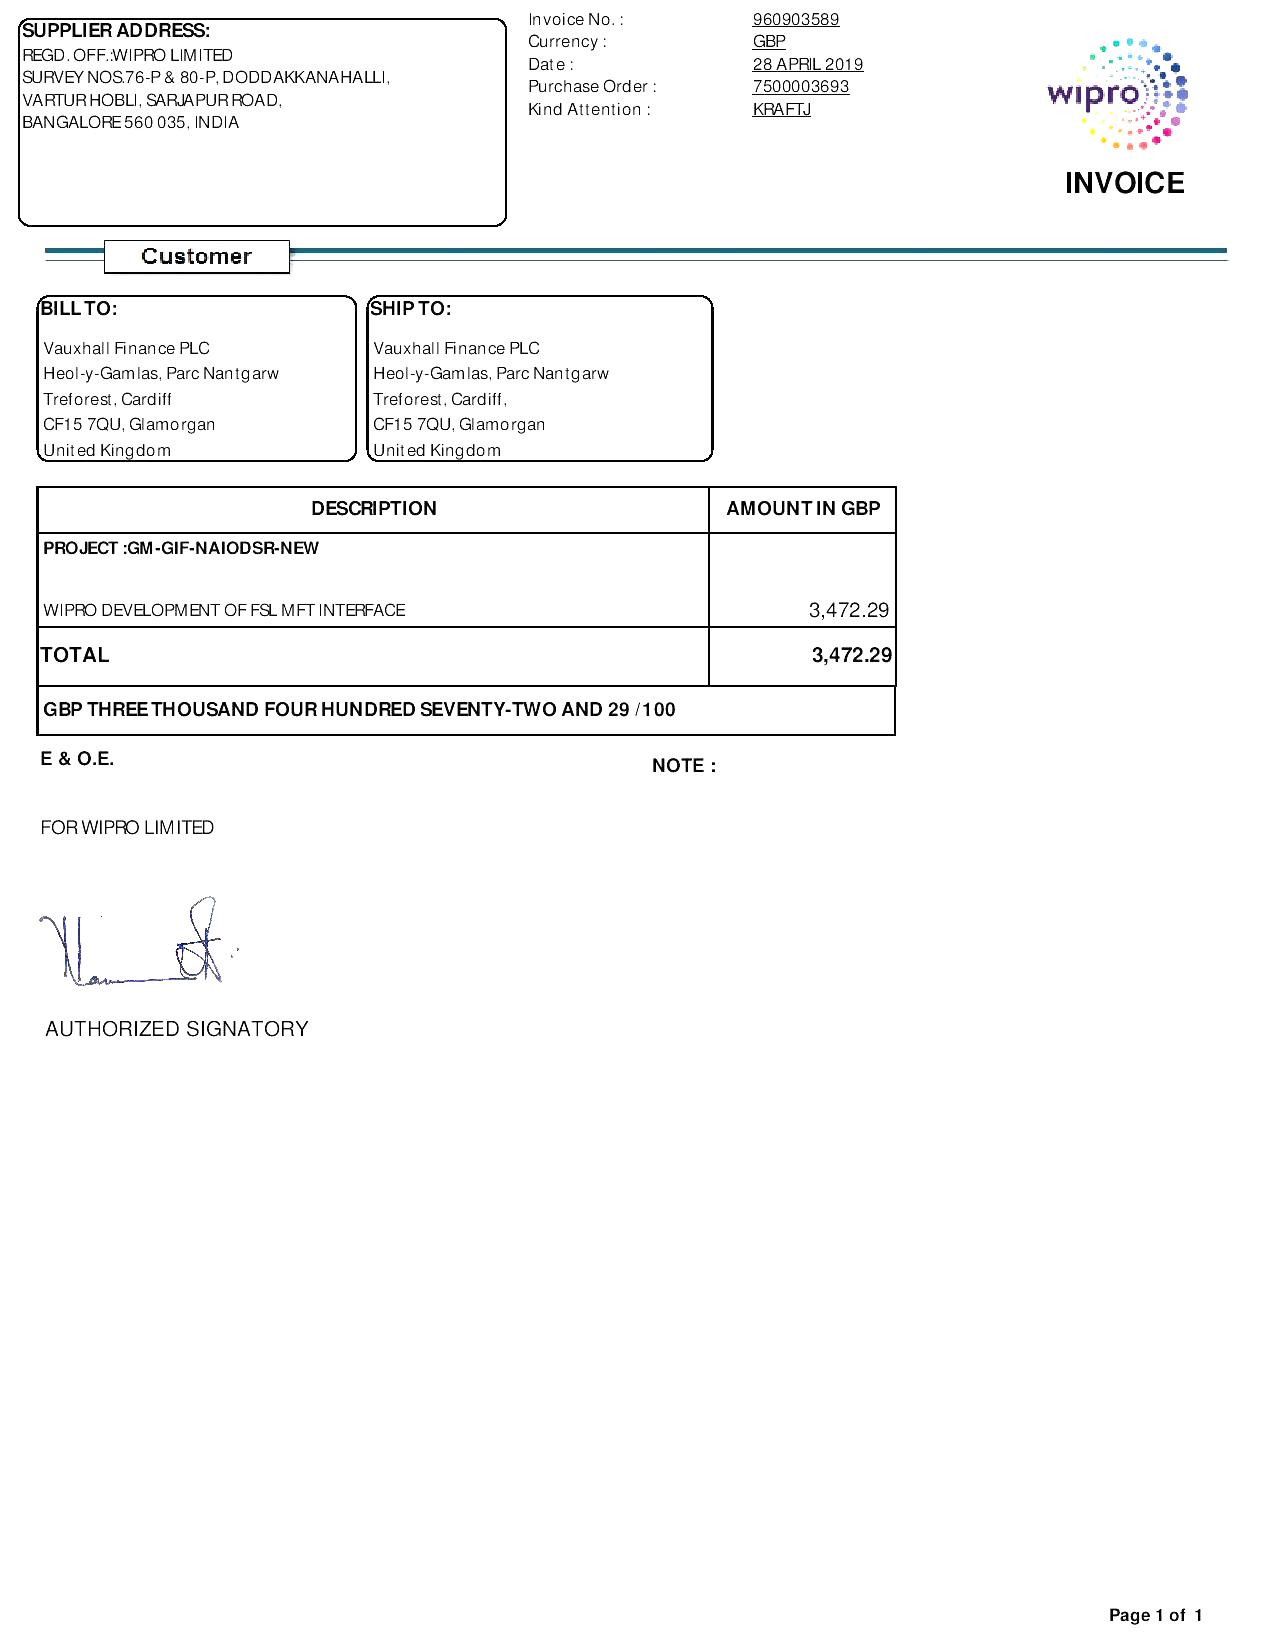 SUPPLIER ADDRESS:
REGD. OFF.:WIPRO LIMITED
SURVEY NOS.76-P & 80-P, DODDAKKANAHALLI,
VARTUR HOBLI, SARJAPUR ROAD,
BANGALORE 560 035, INDIA
Invoice No. : 960903589
Currency : GBP
Date : 28 APRIL 2019
Purchase Order : 7500003693
Kind Attention : KRAFTJ
wipro
INVOICE
Customer
BILL TO:
Vauxhall Finance PLC
Heol-y-Gamlas, Parc Nantgarw
Treforest, Cardiff
CF15 7QU, Glamorgan
United Kingdom
SHIP TO:
Vauxhall Finance PLC
Heol-y-Gamlas, Parc Nantgarw
Treforest, Cardiff,
CF15 7QU, Glamorgan
United Kingdom
DESCRIPTION AMOUNT IN GBP
PROJECT :GM-GIF-NAIODSR-NEW
WIPRO DEVELOPMENT OF FSL MFT INTERFACE 3,472.29
TOTAL 3,472.29
GBP THREE THOUSAND FOUR HUNDRED SEVENTY-TWO AND 29 /100
E & O.E.
NOTE :
FOR WIPRO LIMITED
AUTHORIZED SIGNATORY
Page 1 of 1